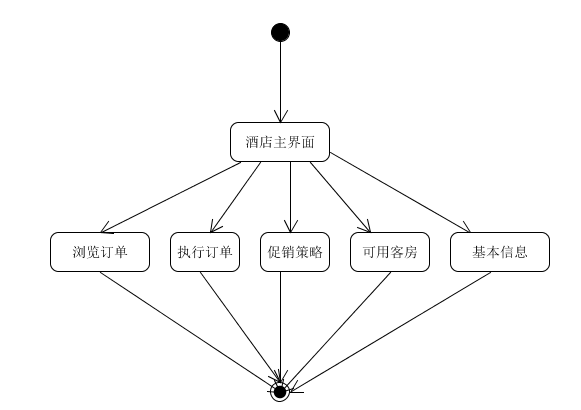 酒店主界面
浏览订单
执行订单
促销策略
可用客房
基本信息